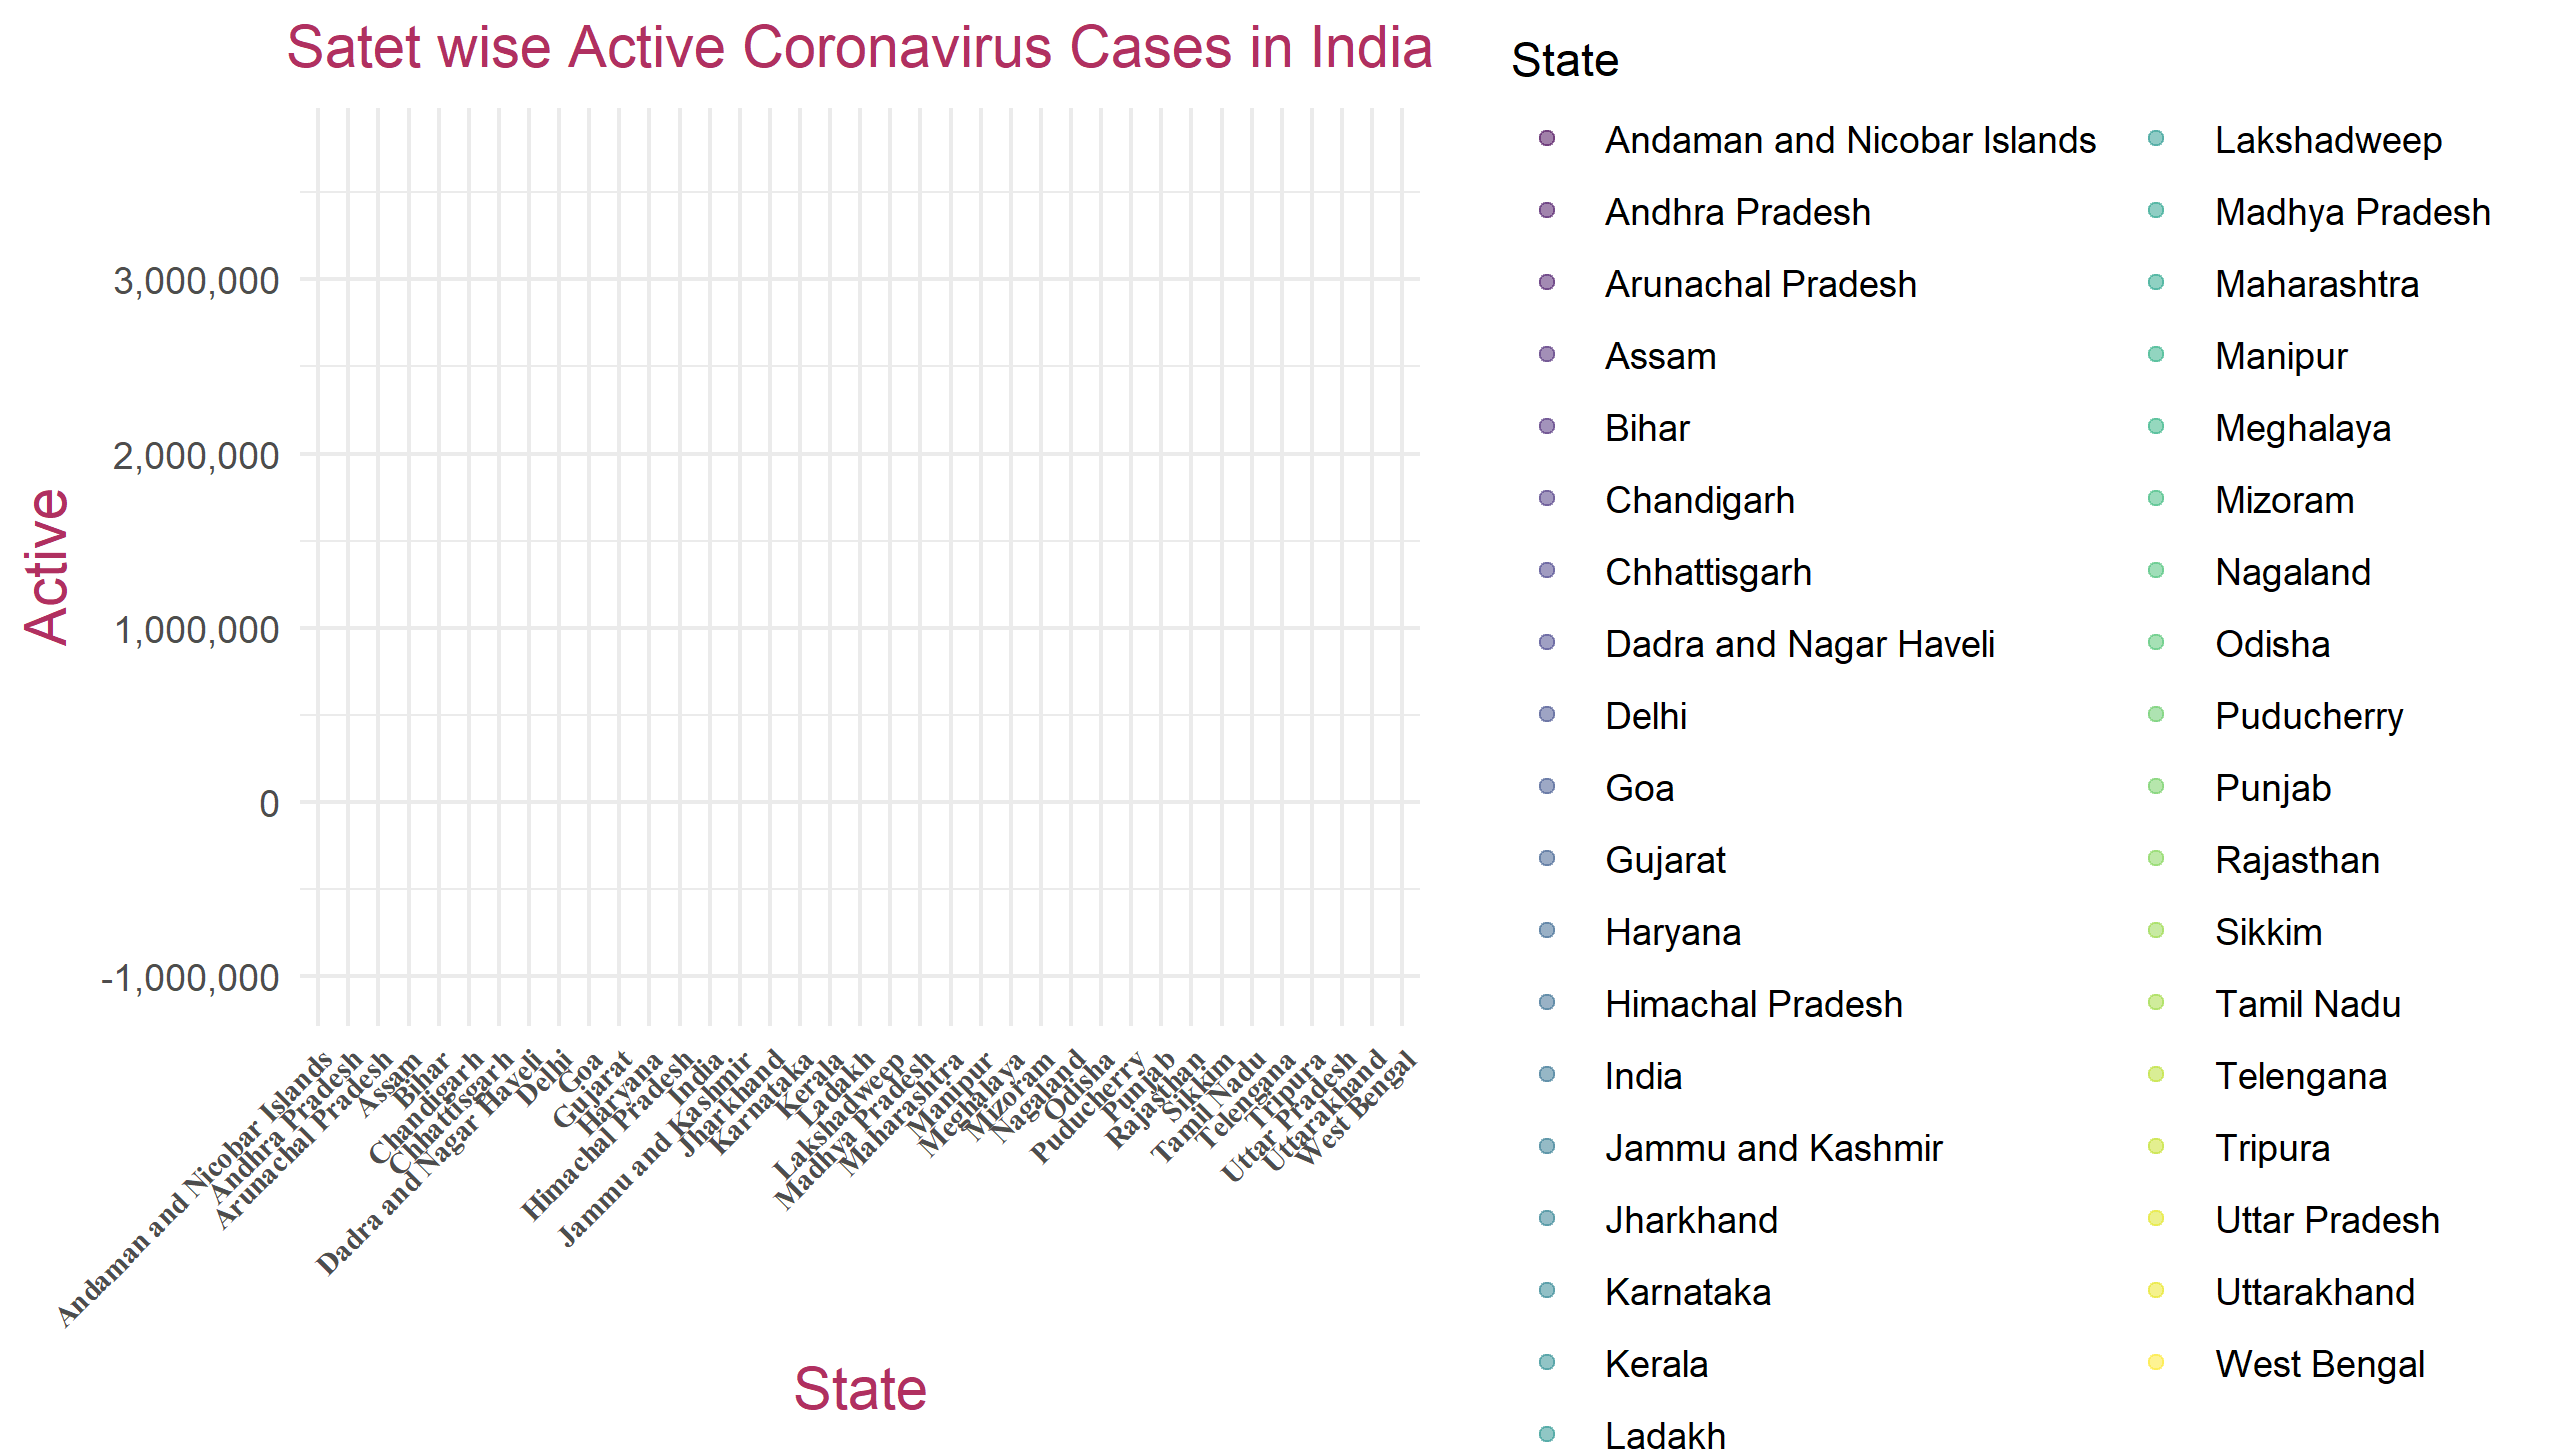 Satet wise Active Coronavirus Cases in India
Active
3,000,000
2,000,000
1,000,000
0
-1,000,000
Andaman and Nicobar Islands
Andhra Pradesh
Arunachal Pradesh
Assam
Bihar
Chandigarh
Chhattisgarh
Dadra and Nagar Haveli
Delhi
Goa
Gujarat
Haryana
Himachal Pradesh
India
Jammu and Kashmir
Jharkhand
Karnataka
Kerala
Ladakh
Lakshadweep
Madhya Pradesh
Maharashtra
Manipur
Meghalaya
Mizoram
Nagaland
Odisha
Puducherry
Punjab
Rajasthan
Sikkim
Tamil Nadu
Telengana
Tripura
Uttar Pradesh
Uttarakhand
West Bengal
State
State
Andaman and Nicobar Islands
Andhra Pradesh
Arunachal Pradesh
Assam
Bihar
Chandigarh
Chhattisgarh
Dadra and Nagar Haveli
Delhi
Goa
Gujarat
Haryana
Himachal Pradesh
India
Jammu and Kashmir
Jharkhand
Karnataka
Kerala
Ladakh
Lakshadweep
Madhya Pradesh
Maharashtra
Manipur
Meghalaya
Mizoram
Nagaland
Odisha
Puducherry
Punjab
Rajasthan
Sikkim
Tamil Nadu
Telengana
Tripura
Uttar Pradesh
Uttarakhand
West Bengal